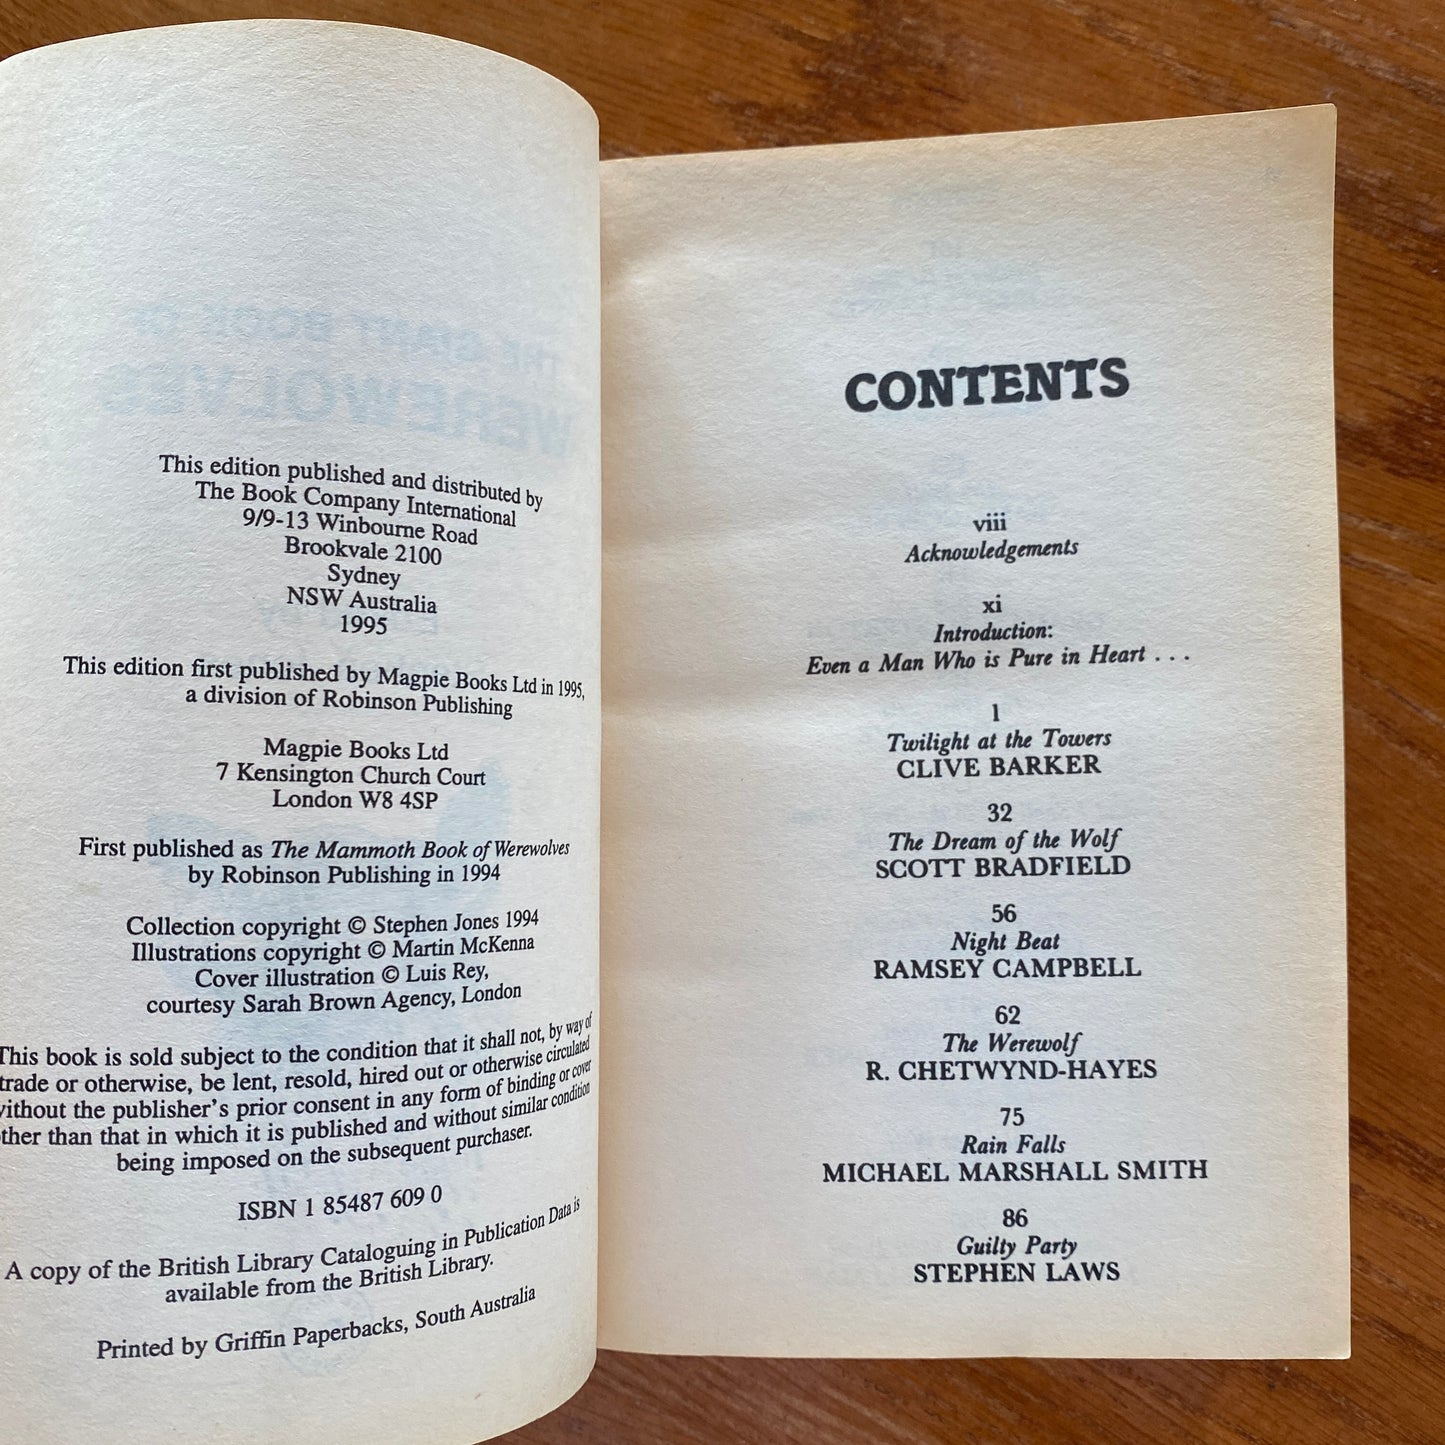 This edition published and distributed by
The Book Company International
9/9-13 Winbourne Road
Brookvale 2100
Sydney
NSW Australia
1995
This edition first published by Magpie Books Ltd in 1995,
a division of Robinson Publishing
Magpie Books Ltd
7 Kensington Church Court
London W8 4SP
First published as The Mammoth Book of Werewolves
by Robinson Publishing in 1994
Collection copyright © Stephen Jones 1994
Illustrations copyright © Martin McKenna
Cover illustration © Luis Rey,
courtesy Sarah Brown Agency, London
This book is sold subject to the condition that it shall not, by way of
trade or otherwise, be lent, resold, hired out or otherwise circulated
without the publisher's prior consent in any form of binding or cover
other than that in which it is published and without similar condition
being imposed on the subsequent purchaser.
ISBN 1 85487 609 0
A copy of the British Library Cataloguing in Publication Data is
available from the British Library.
Printed by Griffin Paperbacks, South Australia
CONTENTS
viii
Acknowledgements
xi
Introduction:
Even a Man Who is Pure in Heart . . .
1
Twilight at the Towers
CLIVE BARKER
32
The Dream of the Wolf
SCOTT BRADFIELD
56
Night Beat
RAMSEY CAMPBELL
62
The Werewolf
R. CHETWYND-HAYES
75
Rain Falls
MICHAEL MARSHALL SMITH
86
Guilty Party
STEPHEN LAWS